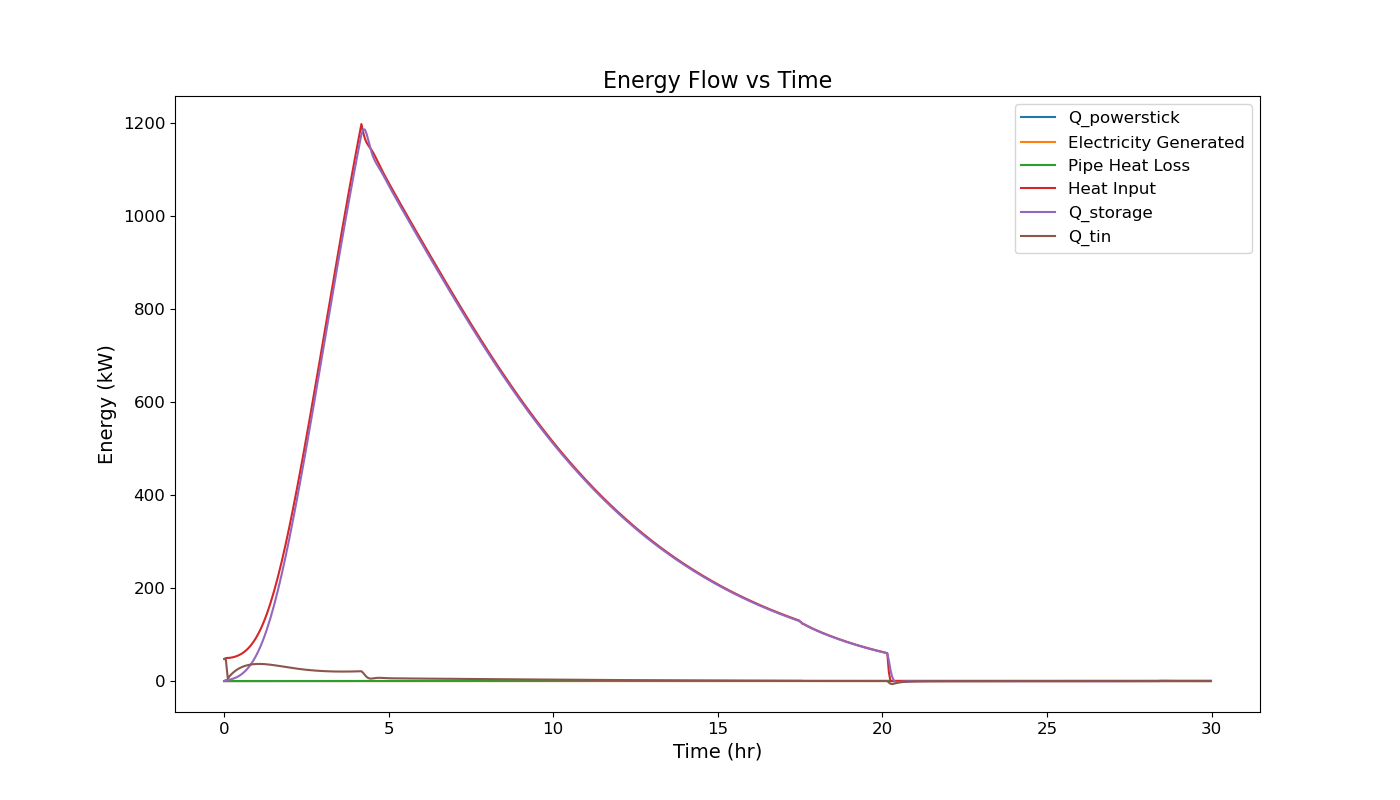 Energy Flow vs Time
Q_powerstick
Electricity Generated
Pipe Heat Loss
Heat Input
Q_storage
Q_tin
Energy (kW)
1200
1000
800
600
400
200
0
0 5 10 15 20 25 30
Time (hr)